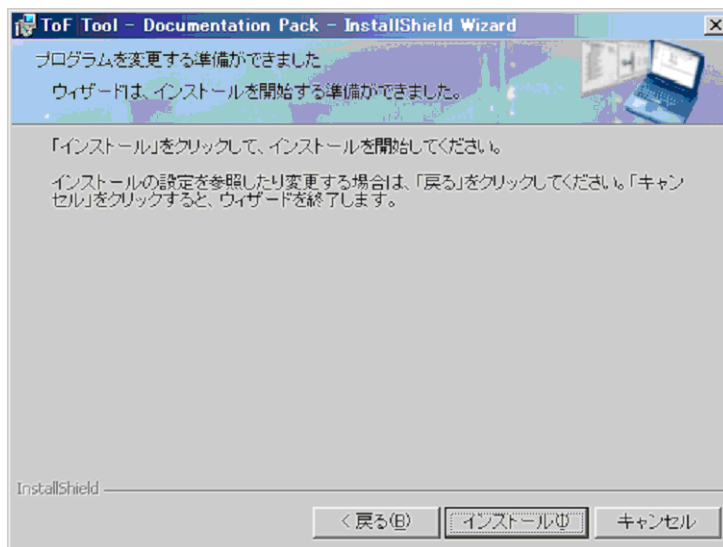 ToF Tool - Documentation Pack - InstallShield Wizard
プログラムを変更する準備ができました
ウィザードは、インストールを開始する準備ができました。
「インストール」をクリックして、インストールを開始してください。
インストールの設定を参照したり変更する場合は、「戻る」をクリックしてください。「キャン
セル」をクリックすると、ウィザードを終了します。
InstallShield
< 戻る(B) インストール(I) キャンセル